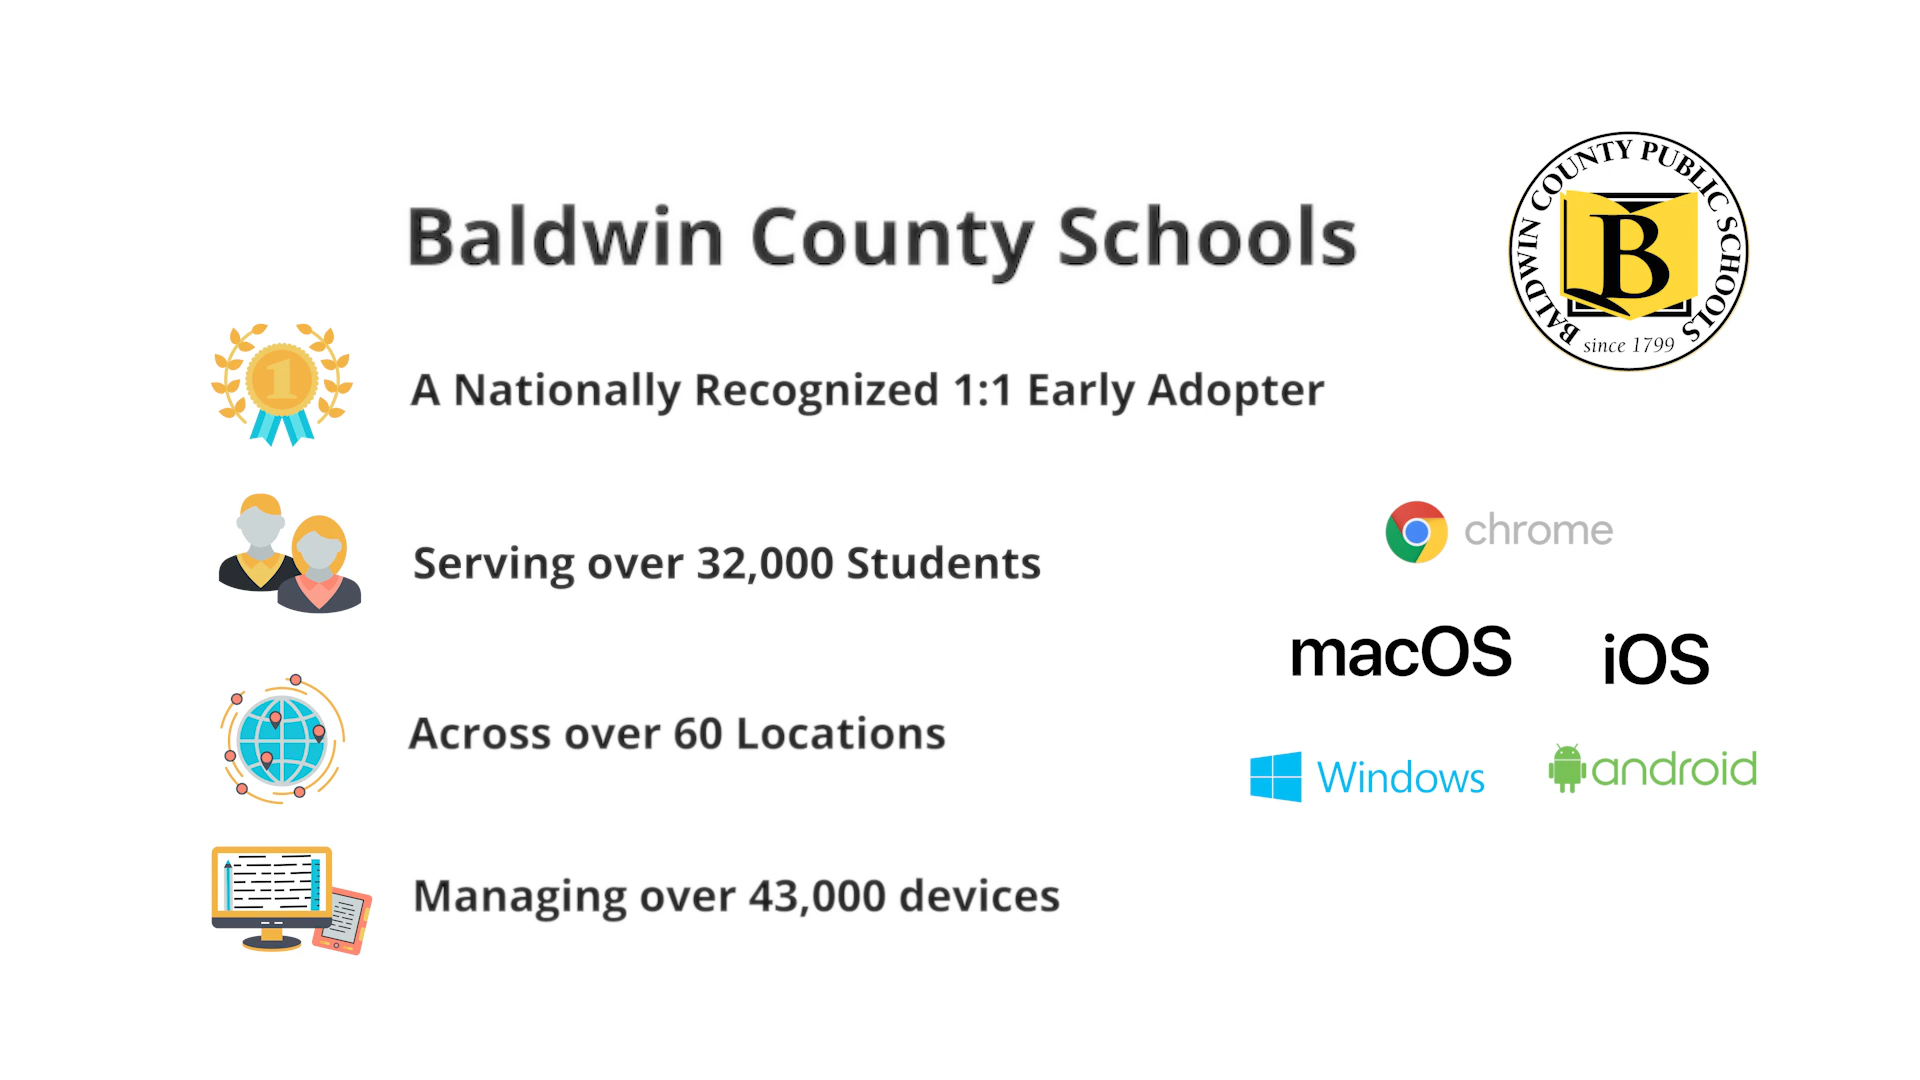 BALDWIN COUNTY PUBLIC SCHOOLS
B
since 1799
Baldwin County Schools
1
A Nationally Recognized 1:1 Early Adopter
Serving over 32,000 Students
chrome
macOS
iOS
Across over 60 Locations
Windows
android
Managing over 43,000 devices